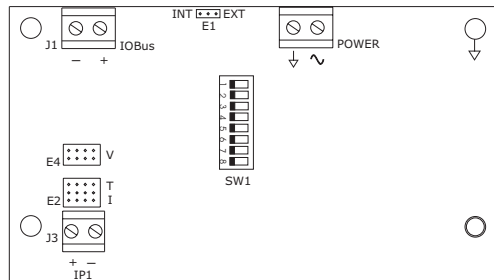 INT EXT
E1
J1
IOBus
− +
POWER
1
2
3
4
5
6
7
8
SW1
E4 V
E2 T
I
J3
+ −
IP1